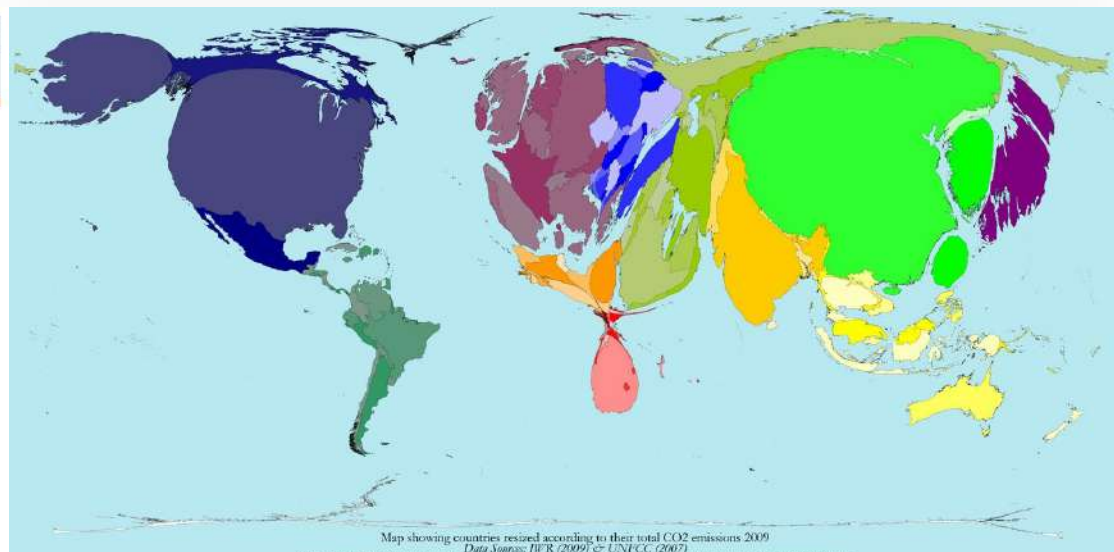 Map showing countries resized according to their total CO2 emissions 2009
Data Sources: IWR (2009) & UNFCC (2007)